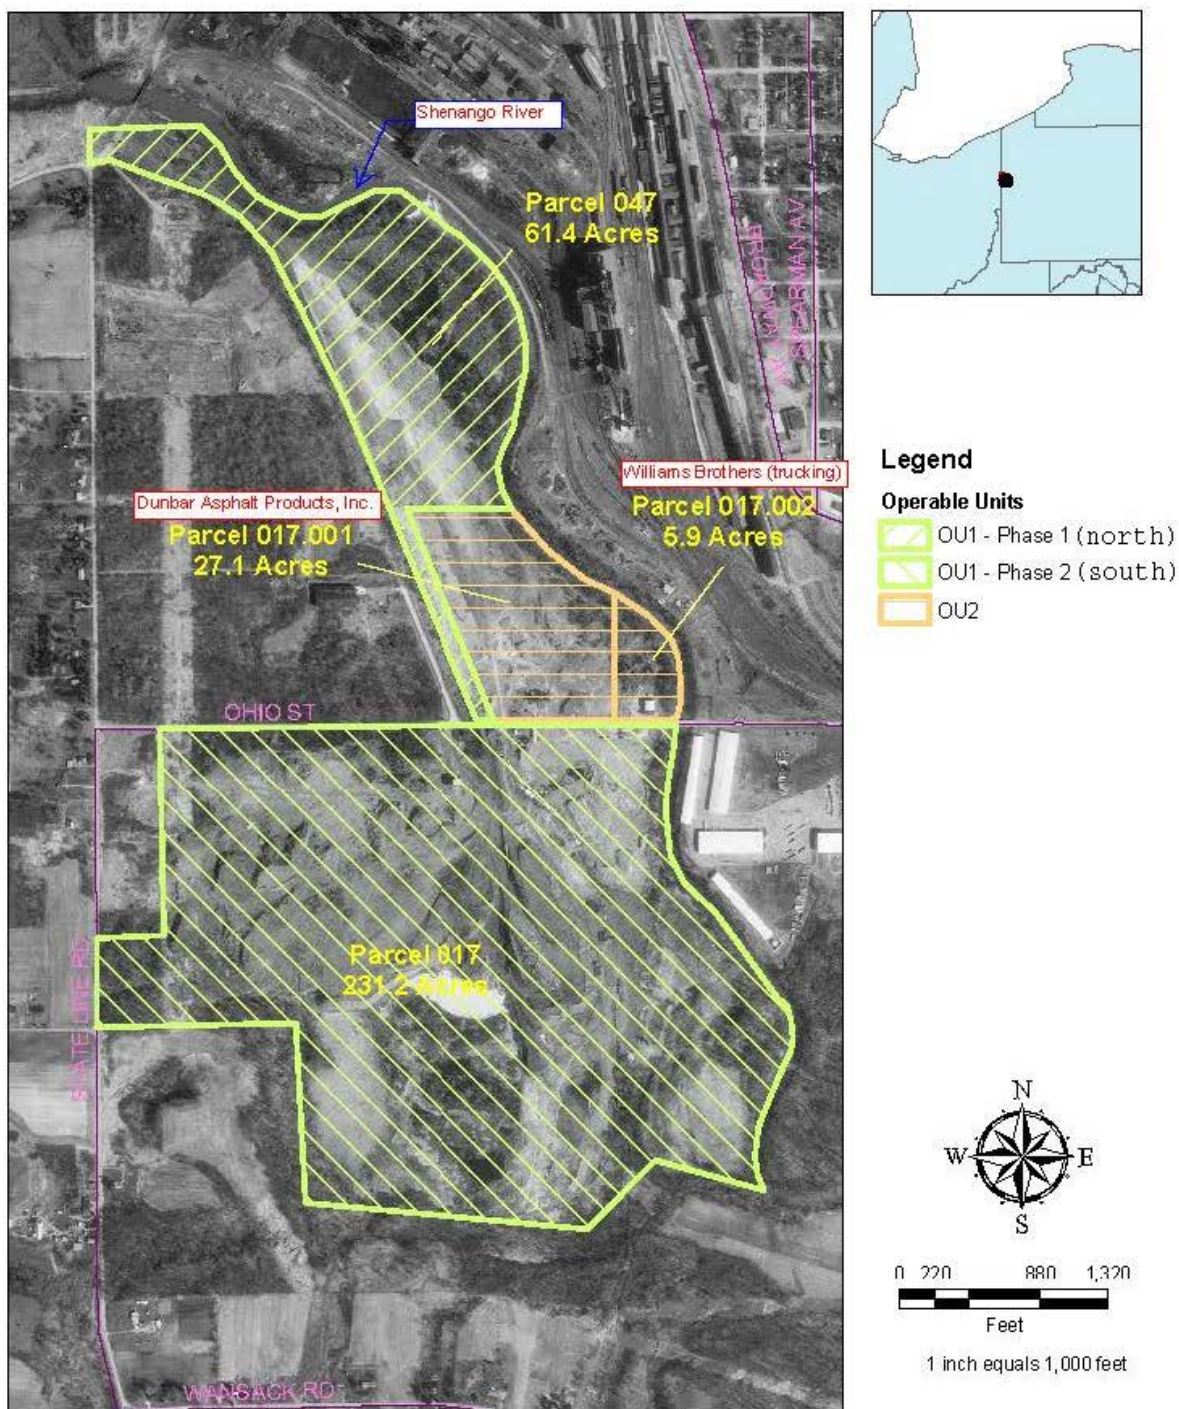 Shenango River
Parcel 047
61.4 Acres
BROADWAY AV
SPEARMAN AV
Williams Brothers (trucking)
Parcel 017.002
5.9 Acres
Dunbar Asphalt Products, Inc.
Parcel 017.001
27.1 Acres
OHIO ST
Parcel 017
231.2 Acres
STATE LINE RD
WANSACK RD
Legend
Operable Units
OU1 - Phase 1 (north)
OU1 - Phase 2 (south)
OU2
N
W E
S
0 220 880 1,320
Feet
1 inch equals 1,000 feet